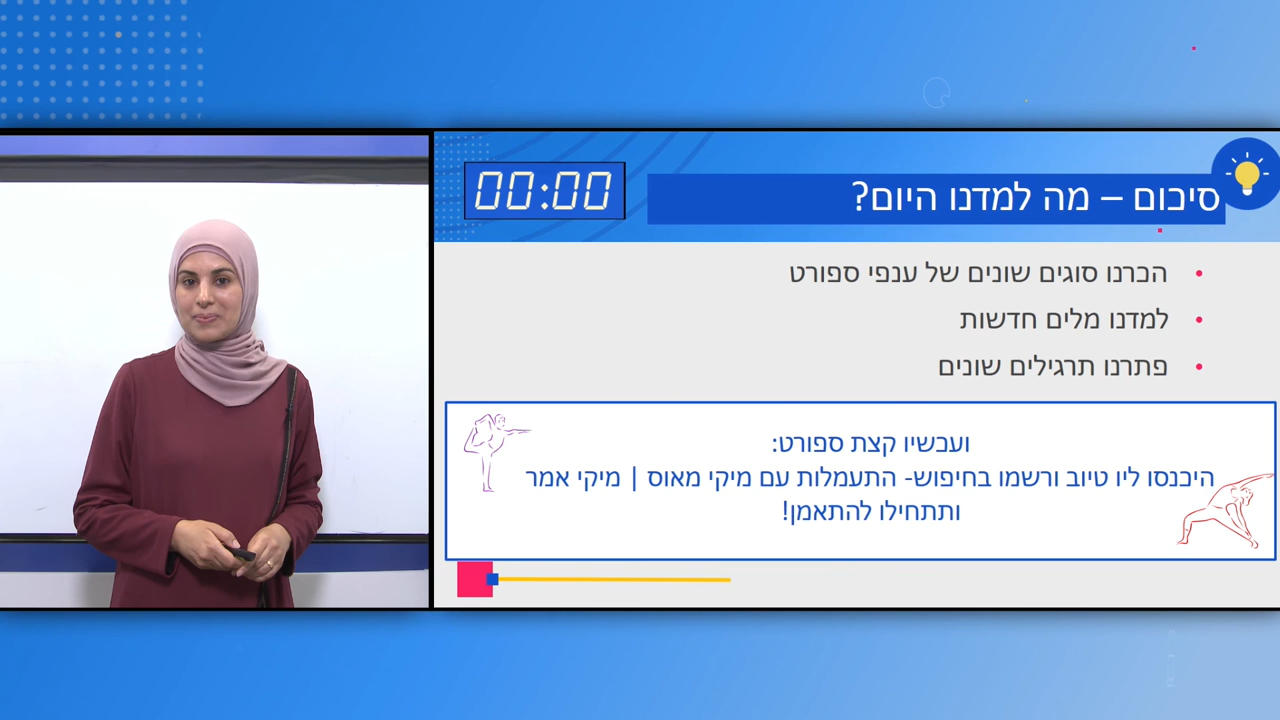 סיכום – מה למדנו היום?
00:00
הכרנו סוגים שונים של ענפי ספורט
למדנו מלים חדשות
פתרנו תרגילים שונים
ועכשיו קצת ספורט:
היכנסו ליו טיוב ורשמו בחיפוש- התעמלות עם מיקי מאוס | מיקי אמר
ותתחילו להתאמן!